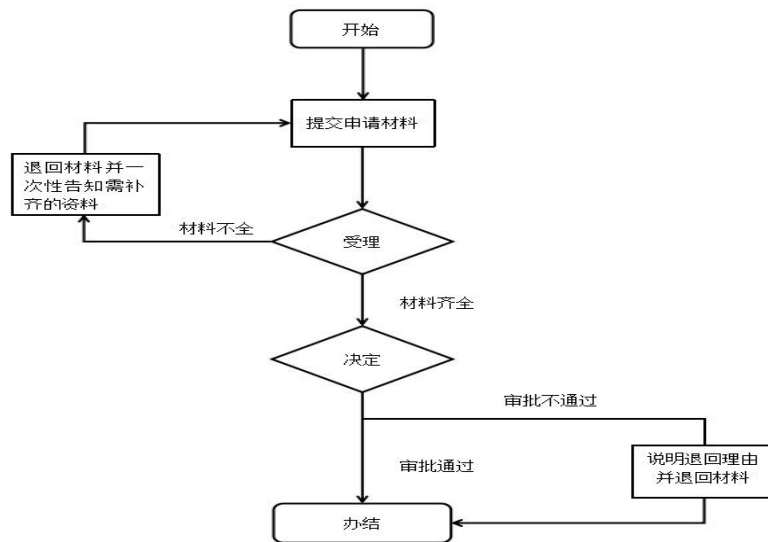 开始
提交申请材料
退回材料并一
次性告知需补
齐的资料
材料不全
受理
材料齐全
决定
审批不通过
审批通过
说明退回理由
并退回材料
办结